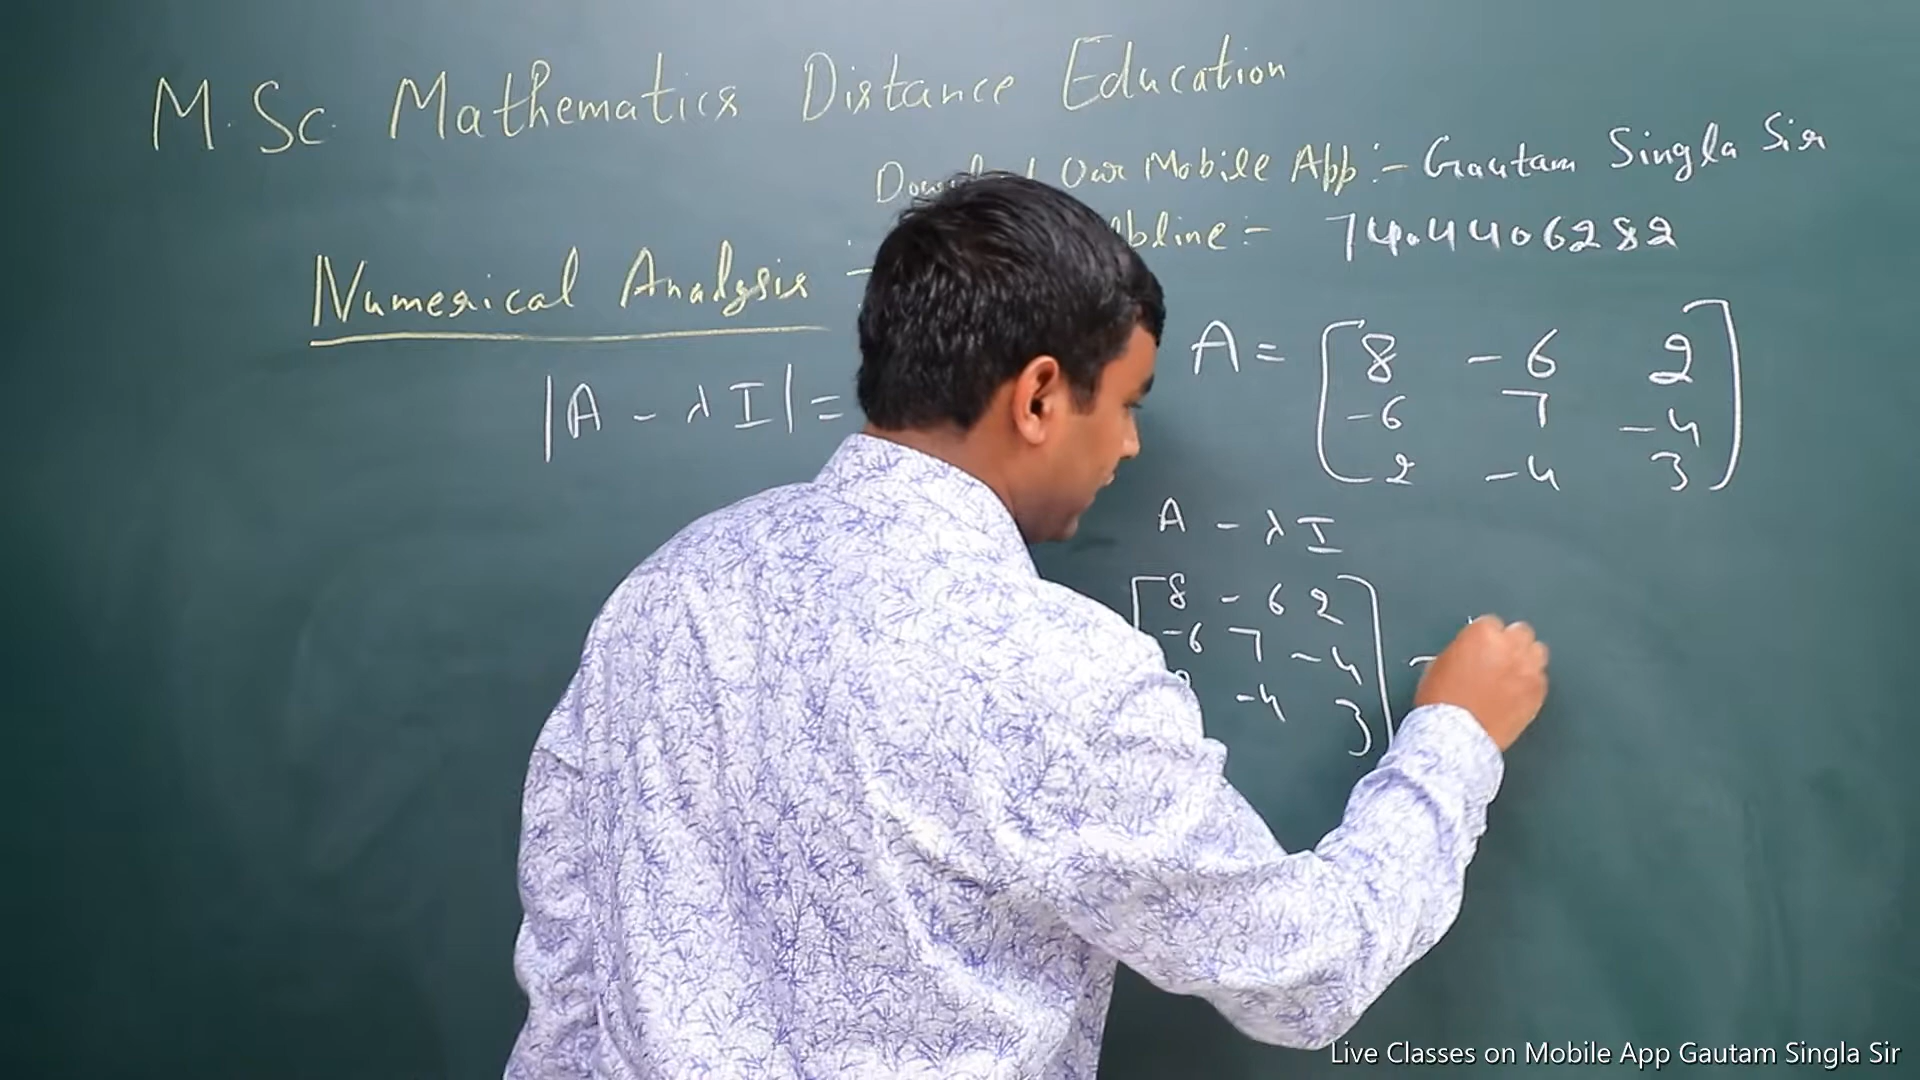 M.Sc. Mathematics Distance Education
Our Mobile App :- Gautam Singla Sir
:- 7404406282
Numerical Analysis
|A - λI| =
A = [8 -6 2
-6 7 -4
2 -4 3]
A - λI
[8 -6 2
-6 7 -4
-4 3] -
Live Classes on Mobile App Gautam Singla Sir